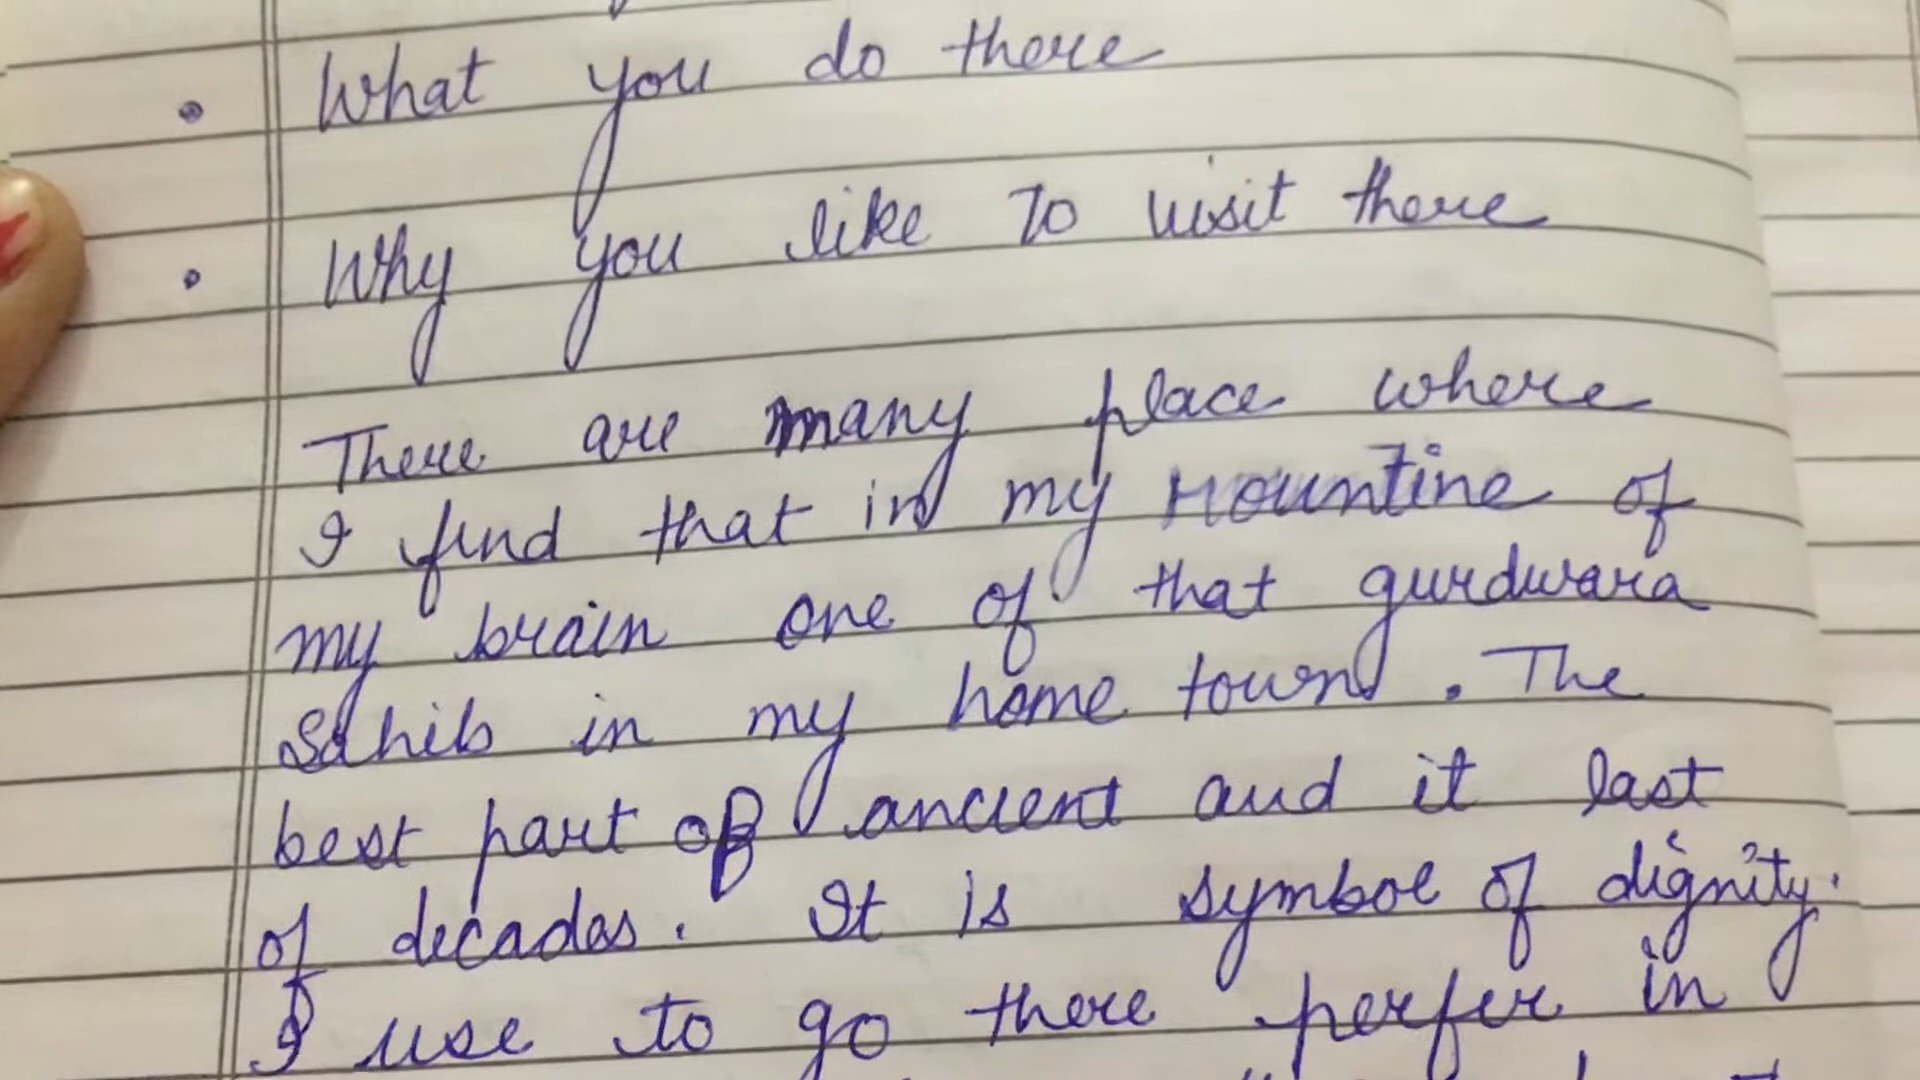 • What you do there
• Why you like to visit there
There are many place where
I find that in my rountine of
my brain one of that gurdwara
Sahib in my home town. The
best part of ancient and it last
of decades. It is symbol of dignity.
I use to go there perfer in